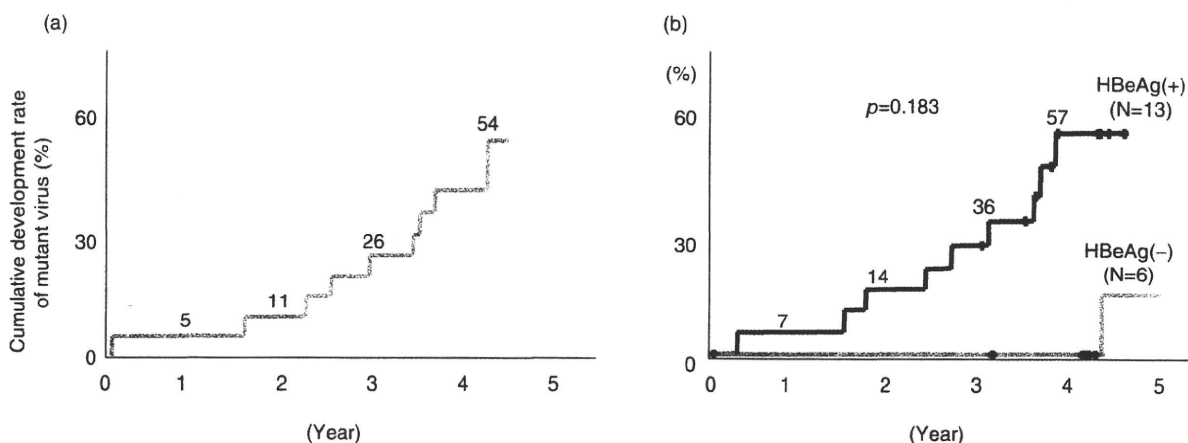 (a)
Cumulative development rate
of mutant virus (%)
60
30
0
5
11
26
54
0 1 2 3 4 5
(Year)
(b)
(%)
60
30
0
p=0.183
7
14
36
57
HBeAg(+)
(N=13)
HBeAg(−)
(N=6)
0 1 2 3 4 5
(Year)